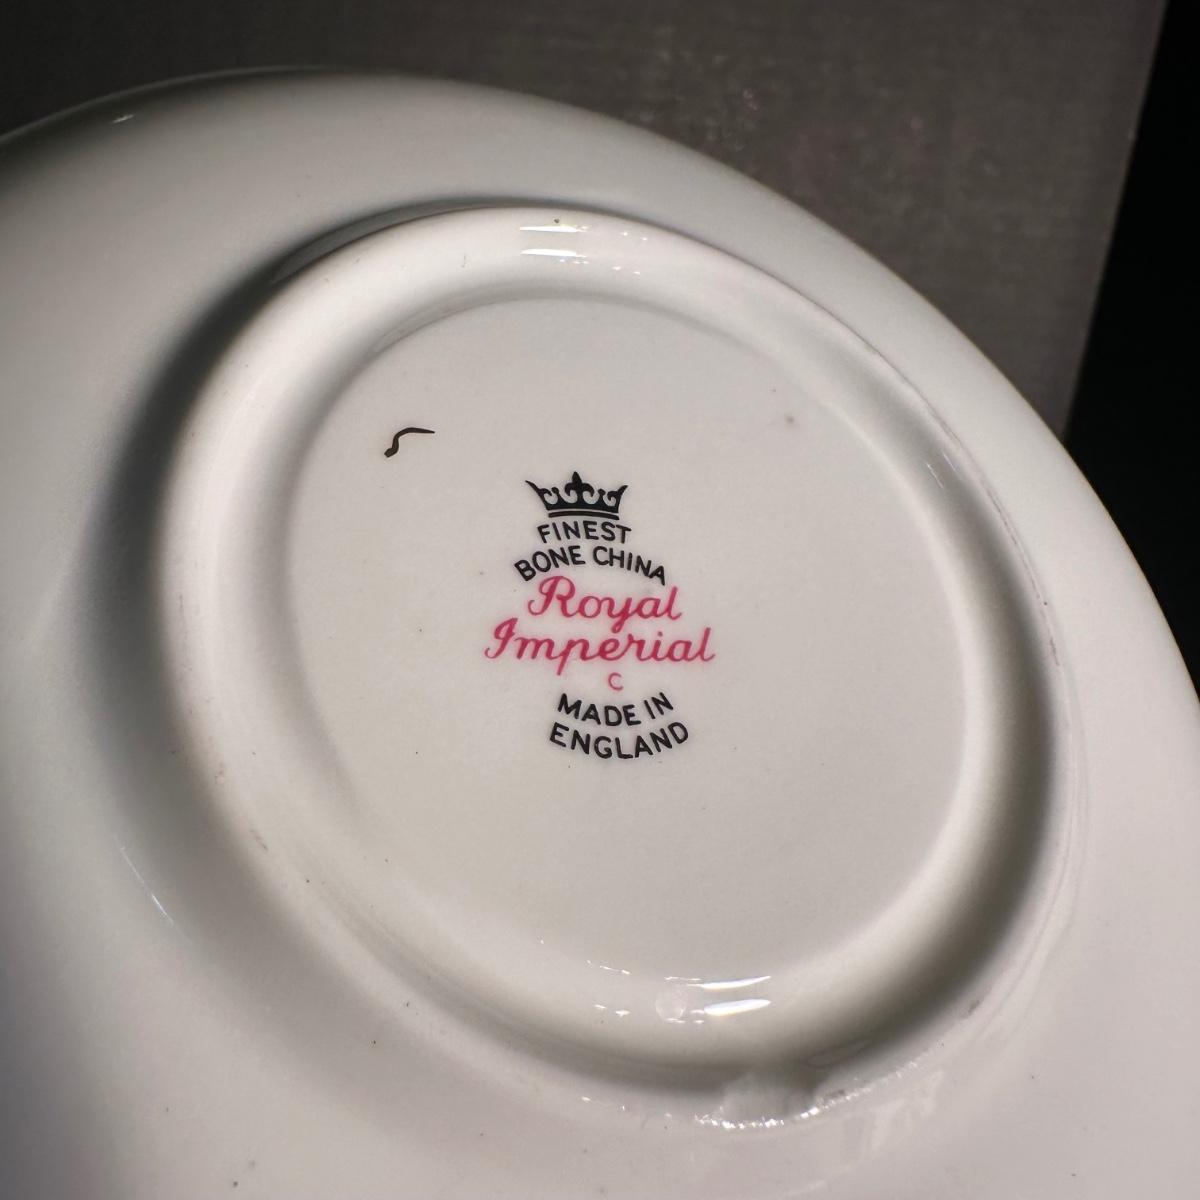 FINEST
BONE CHINA
Royal
Imperial
C
MADE IN
ENGLAND